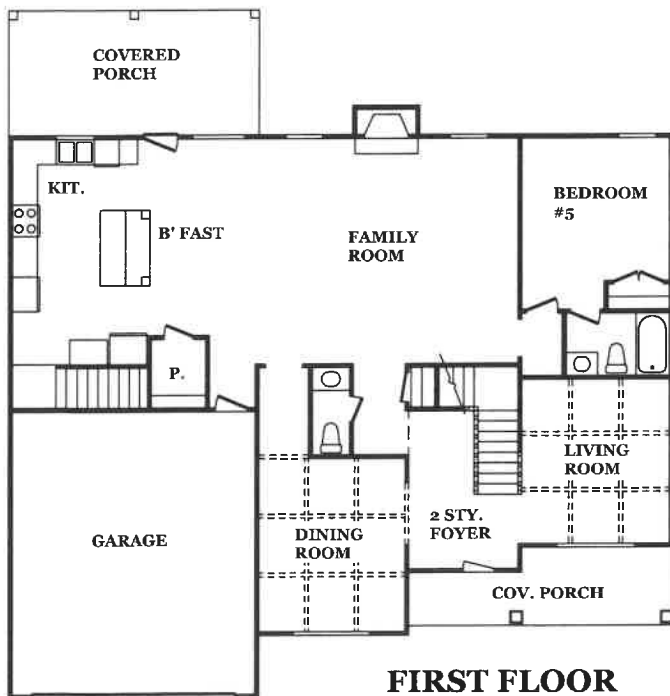 COVERED
PORCH
KIT.
B' FAST
FAMILY
ROOM
BEDROOM
#5
P.
LIVING
ROOM
GARAGE
DINING
ROOM
2 STY.
FOYER
COV. PORCH
FIRST FLOOR